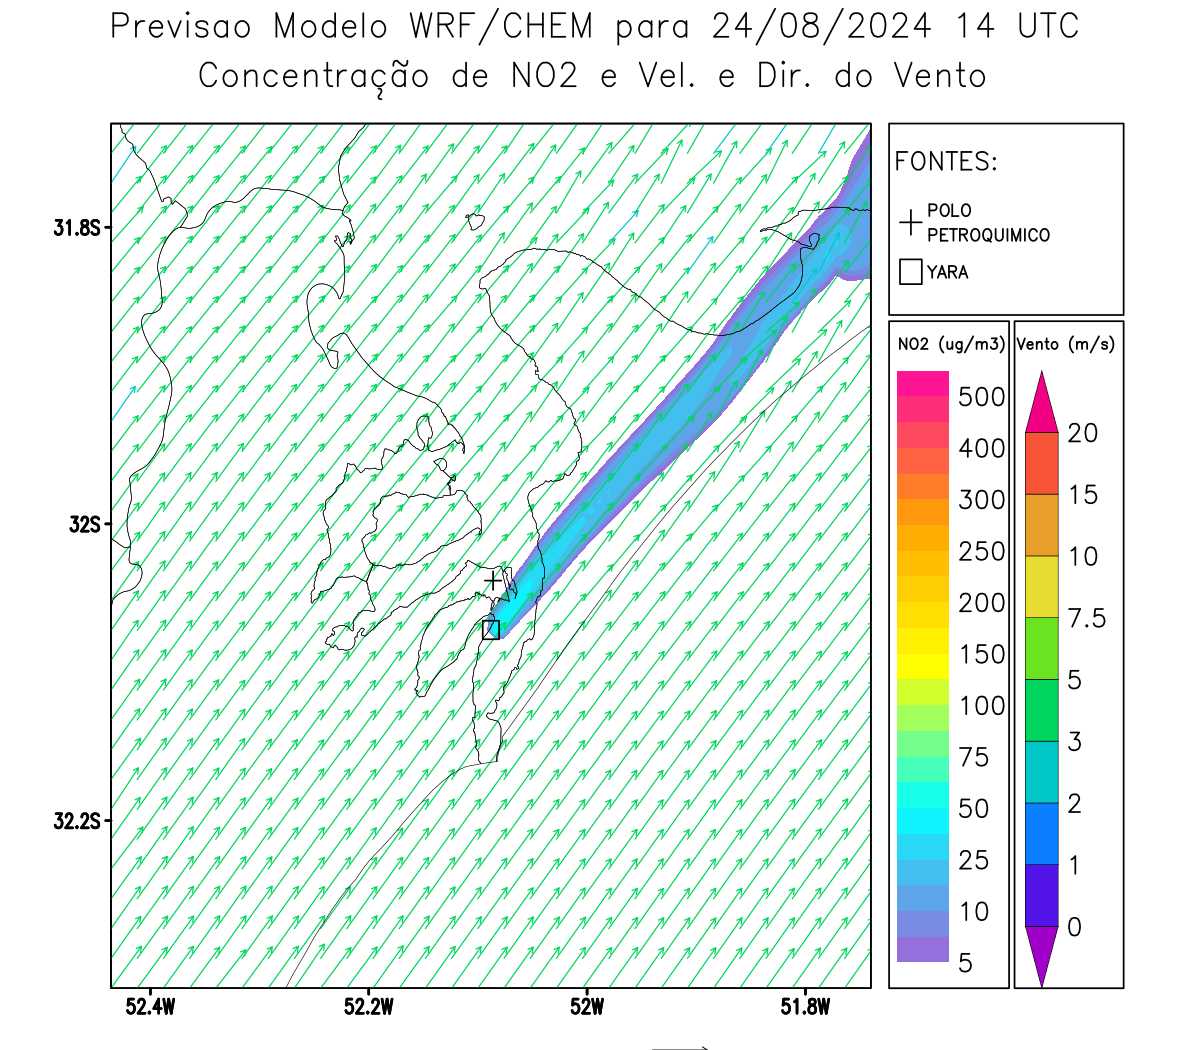 Previsao Modelo WRF/CHEM para 24/08/2024 14 UTC
Concentração de NO2 e Vel. e Dir. do Vento
FONTES:
POLO
PETROQUIMICO
YARA
NO2 (ug/m3)
500
400
300
250
200
150
100
75
50
25
10
5
Vento (m/s)
20
15
10
7.5
5
3
2
1
0
31.8S
32S
32.2S
52.4W 52.2W 52W 51.8W